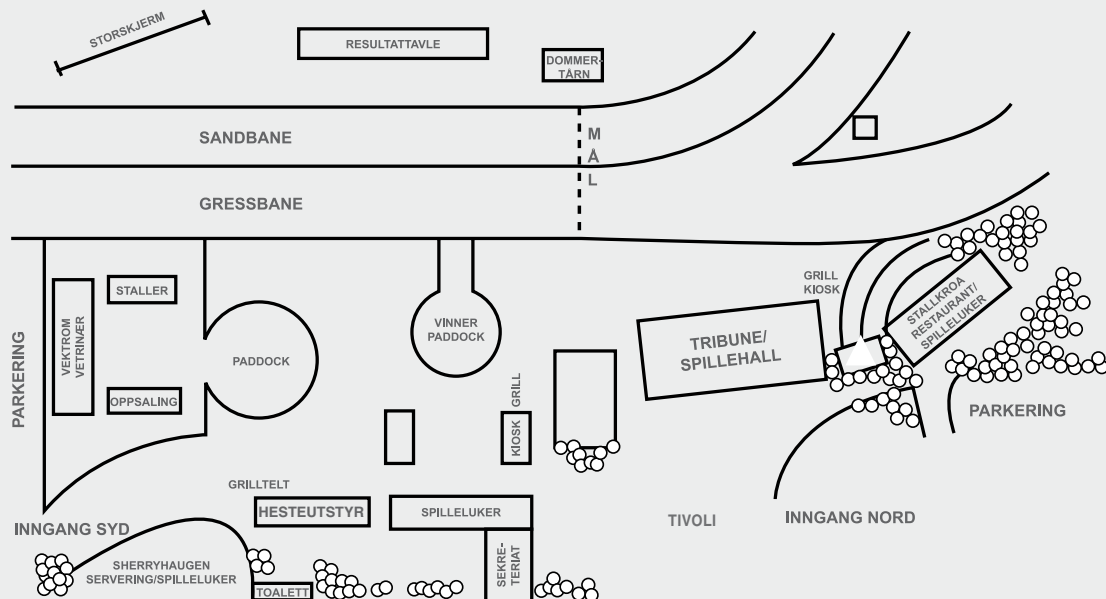 STORSKJERM
RESULTATTAVLE
DOMMER-
TÅRN
SANDBANE
M
Å
L
GRESSBANE
PARKERING
VEKTROM
VETRINÆR
STALLER
OPPSALING
PADDOCK
VINNER
PADDOCK
GRILL
KIOSK
GRILL
KIOSK
TRIBUNE/
SPILLEHALL
STALLKROA
RESTAURANT/
SPILLELUKER
PARKERING
GRILLTELT
HESTEUTSTYR
SPILLELUKER
SEKRE-
TERIAT
TIVOLI
INNGANG NORD
INNGANG SYD
SHERRYHAUGEN
SERVERING/SPILLELUKER
TOALETT